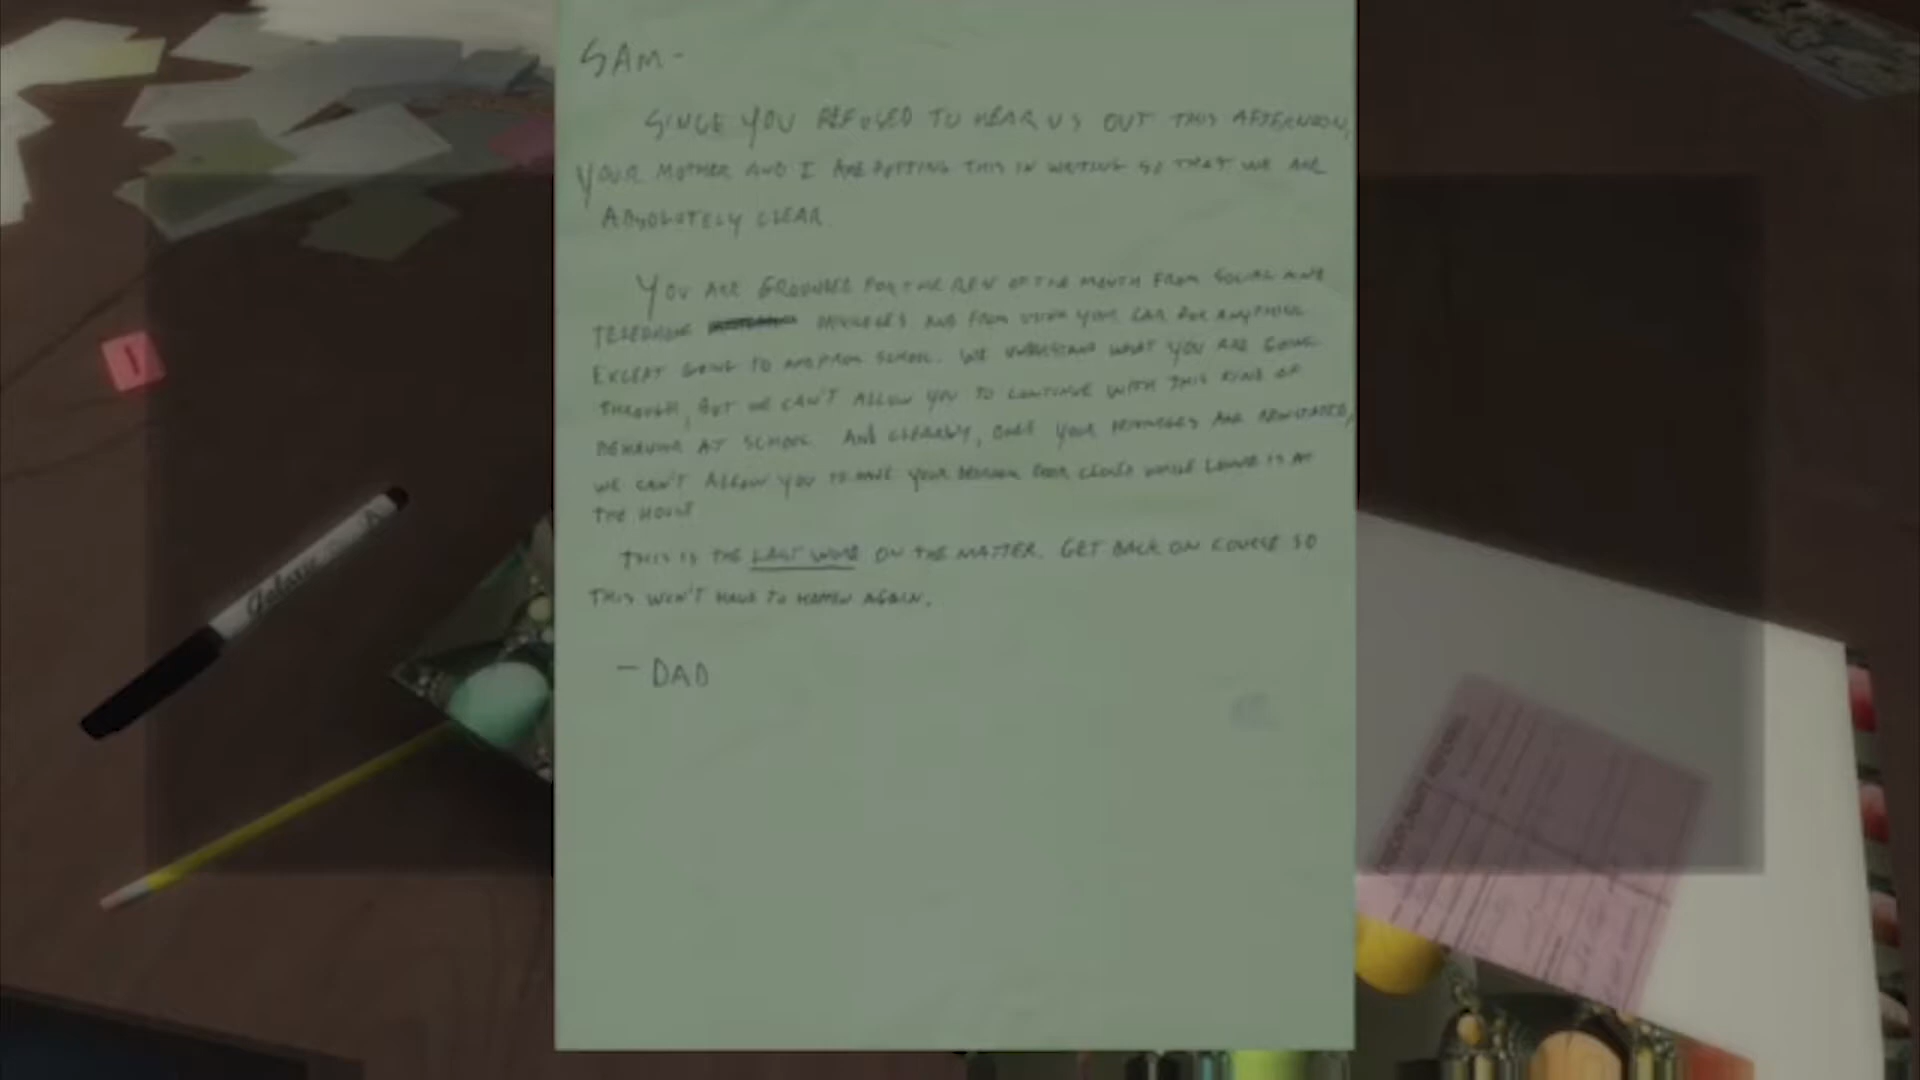 SAM-
SINCE YOU REFUSED TO HEAR US OUT THIS AFTERNOON,
YOUR MOTHER AND I ARE PUTTING THIS IN WRITING SO THAT WE ARE
ABSOLUTELY CLEAR.
YOU ARE GROUNDED FOR THE REST OF THE MONTH FROM SOCIAL AND
TELEPHONE PRIVILEGES AND FROM USING YOUR CAR FOR ANYTHING
EXCEPT GOING TO AND FROM SCHOOL. WE UNDERSTAND WHAT YOU ARE GOING
THROUGH, BUT WE CAN'T ALLOW YOU TO CONTINUE WITH THIS KIND OF
BEHAVIOR AT SCHOOL. AND CLEARLY, ONCE YOUR PRIVILEGES ARE REINSTATED,
WE CAN'T ALLOW YOU TO HAVE YOUR BEDROOM DOOR CLOSED WHILE LONNIE IS AT
THE HOUSE
THIS IS THE LAST WORD ON THE MATTER. GET BACK ON COURSE SO
THIS WON'T HAVE TO HAPPEN AGAIN.
- DAD
Galaxie